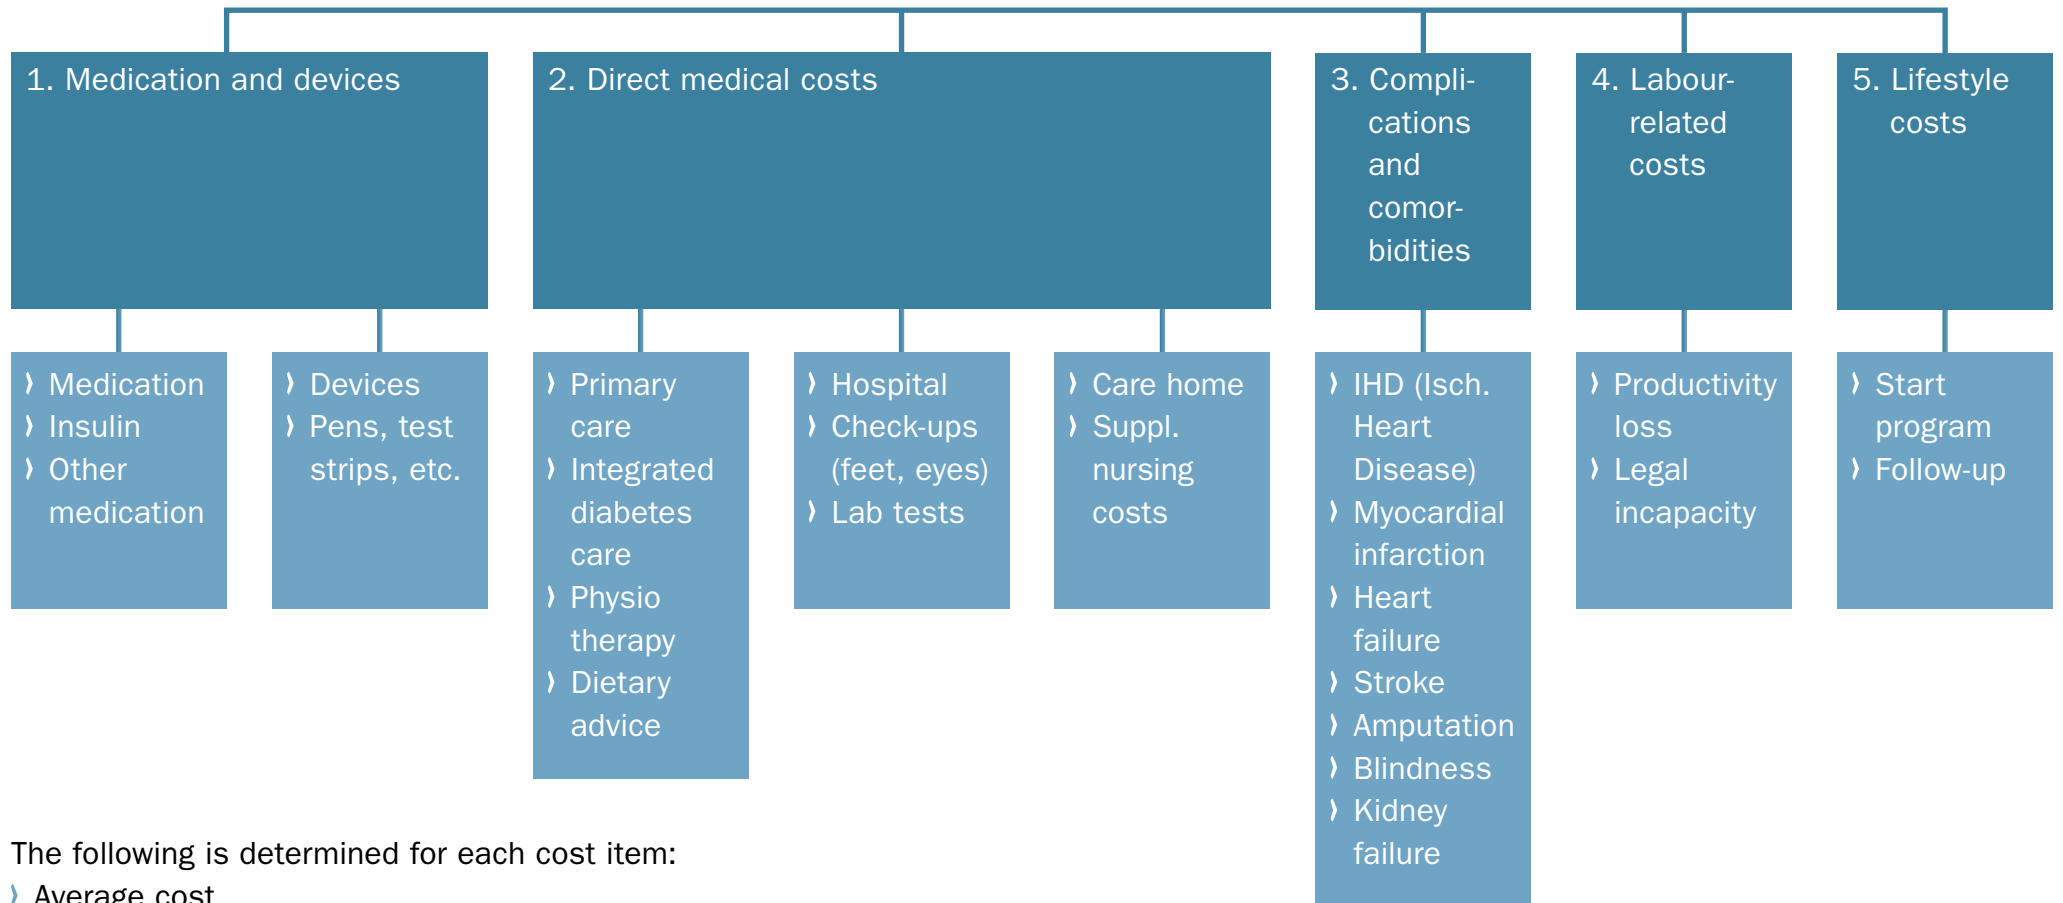 1. Medication and devices
2. Direct medical costs
3. Compli-
cations
and
comor-
bidities
4. Labour-
related
costs
5. Lifestyle
costs
› Medication
› Insulin
› Other
medication
› Devices
› Pens, test
strips, etc.
› Primary
care
› Integrated
diabetes
care
› Physio
therapy
› Dietary
advice
› Hospital
› Check-ups
(feet, eyes)
› Lab tests
› Care home
› Suppl.
nursing
costs
› IHD (Isch.
Heart
Disease)
› Myocardial
infarction
› Heart
failure
› Stroke
› Amputation
› Blindness
› Kidney
failure
› Productivity
loss
› Legal
incapacity
› Start
program
› Follow-up
The following is determined for each cost item:
› Average cost